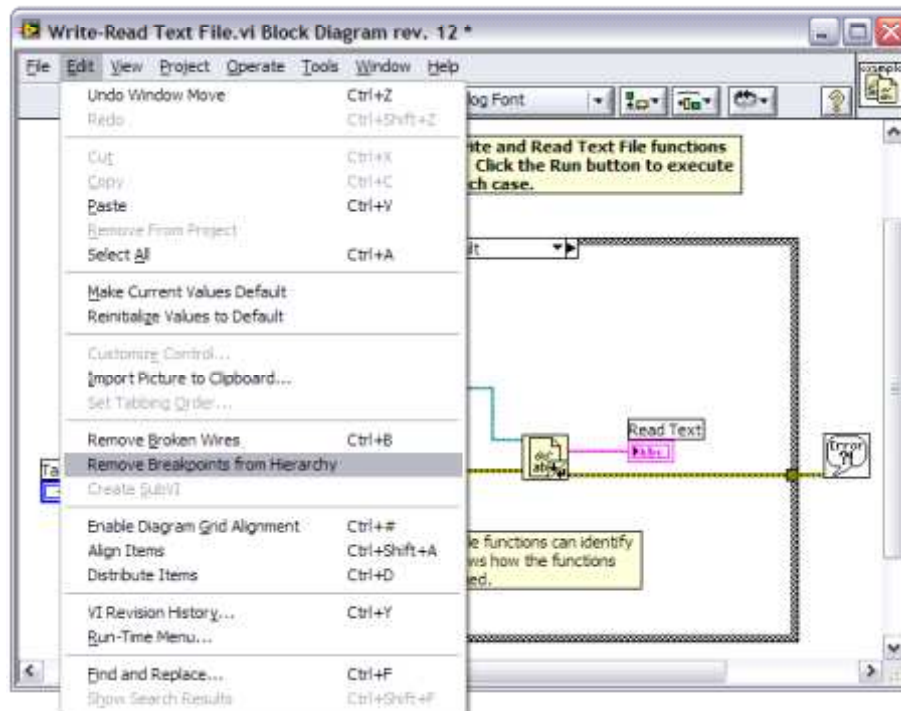 Write-Read Text File.vi Block Diagram rev. 12 *
File Edit View Project Operate Tools Window Help
Undo Window Move Ctrl+Z
Redo Ctrl+Shift+Z
Cut Ctrl+X
Copy Ctrl+C
Paste Ctrl+V
Remove From Project
Select All Ctrl+A
Make Current Values Default
Reinitialize Values to Default
Customize Control...
Import Picture to Clipboard...
Set Tabbing Order...
Remove Broken Wires Ctrl+B
Remove Breakpoints from Hierarchy
Create SubVI
Enable Diagram Grid Alignment Ctrl+#
Align Items Ctrl+Shift+A
Distribute Items Ctrl+D
VI Revision History... Ctrl+Y
Run-Time Menu...
Find and Replace... Ctrl+F
Show Search Results Ctrl+Shift+F
Font
?
and Read Text File functions
Click the Run button to execute
case.
Read Text
abc
Error
?!
functions can identify
how the functions